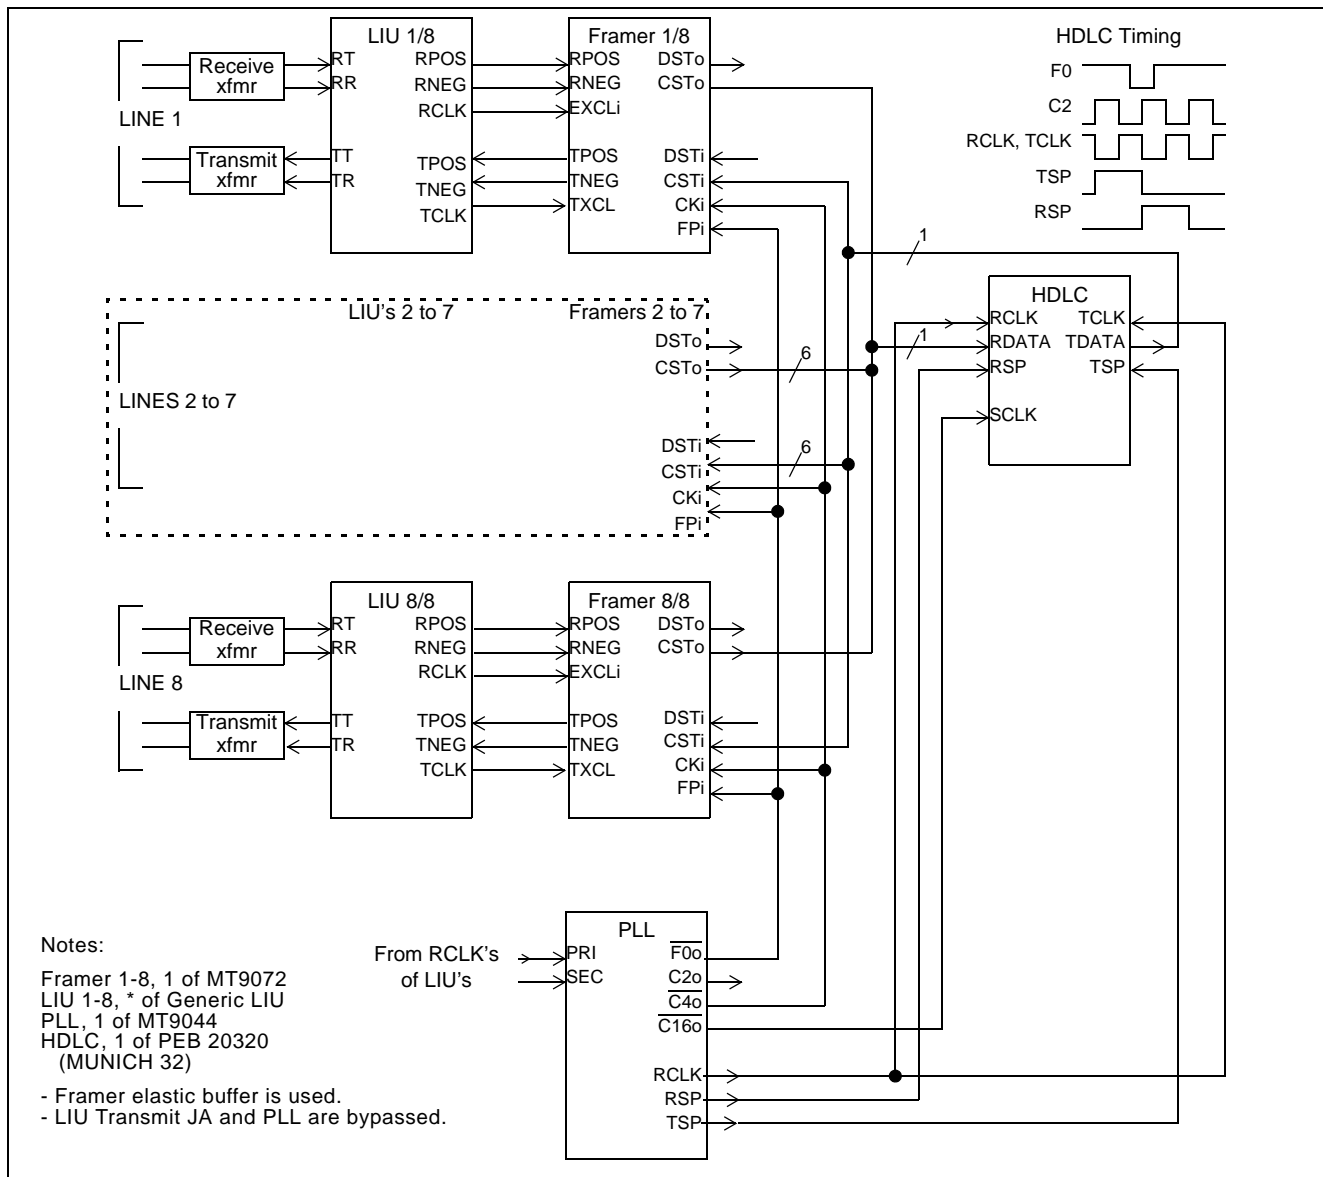 LIU 1/8
Framer 1/8
HDLC Timing
Receive
xfmr
RT
RR
RPOS
RNEG
RCLK
RPOS
RNEG
EXCLi
DSTo
CSTo
F0
C2
RCLK, TCLK
TSP
RSP
LINE 1
Transmit
xfmr
TT
TR
TPOS
TNEG
TCLK
TPOS
TNEG
TXCL
DSTi
CSTi
CKi
FPi
1
HDLC
RCLK
RDATA
RSP
SCLK
TCLK
TDATA
TSP
1
LIU's 2 to 7
Framers 2 to 7
DSTo
CSTo
6
LINES 2 to 7
DSTi
CSTi
CKi
FPi
6
LIU 8/8
Framer 8/8
Receive
xfmr
RT
RR
RPOS
RNEG
RCLK
RPOS
RNEG
EXCLi
DSTo
CSTo
LINE 8
Transmit
xfmr
TT
TR
TPOS
TNEG
TCLK
TPOS
TNEG
TXCL
DSTi
CSTi
CKi
FPi
PLL
From RCLK's
of LIU's
PRI
SEC
F0o
C2o
C4o
C16o
RCLK
RSP
TSP
Notes:
Framer 1-8, 1 of MT9072
LIU 1-8, * of Generic LIU
PLL, 1 of MT9044
HDLC, 1 of PEB 20320
(MUNICH 32)
- Framer elastic buffer is used.
- LIU Transmit JA and PLL are bypassed.